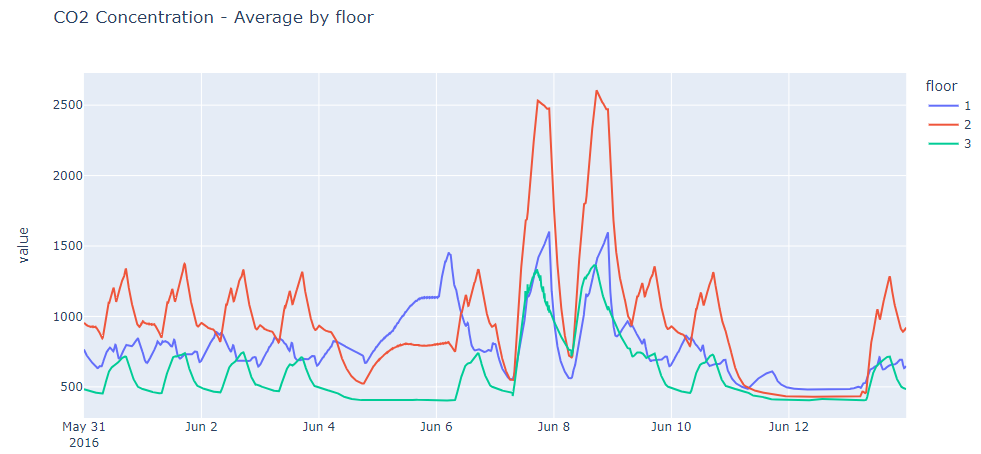 CO2 Concentration - Average by floor
floor
1
2
3
value
2500
2000
1500
1000
500
May 31
2016
Jun 2
Jun 4
Jun 6
Jun 8
Jun 10
Jun 12